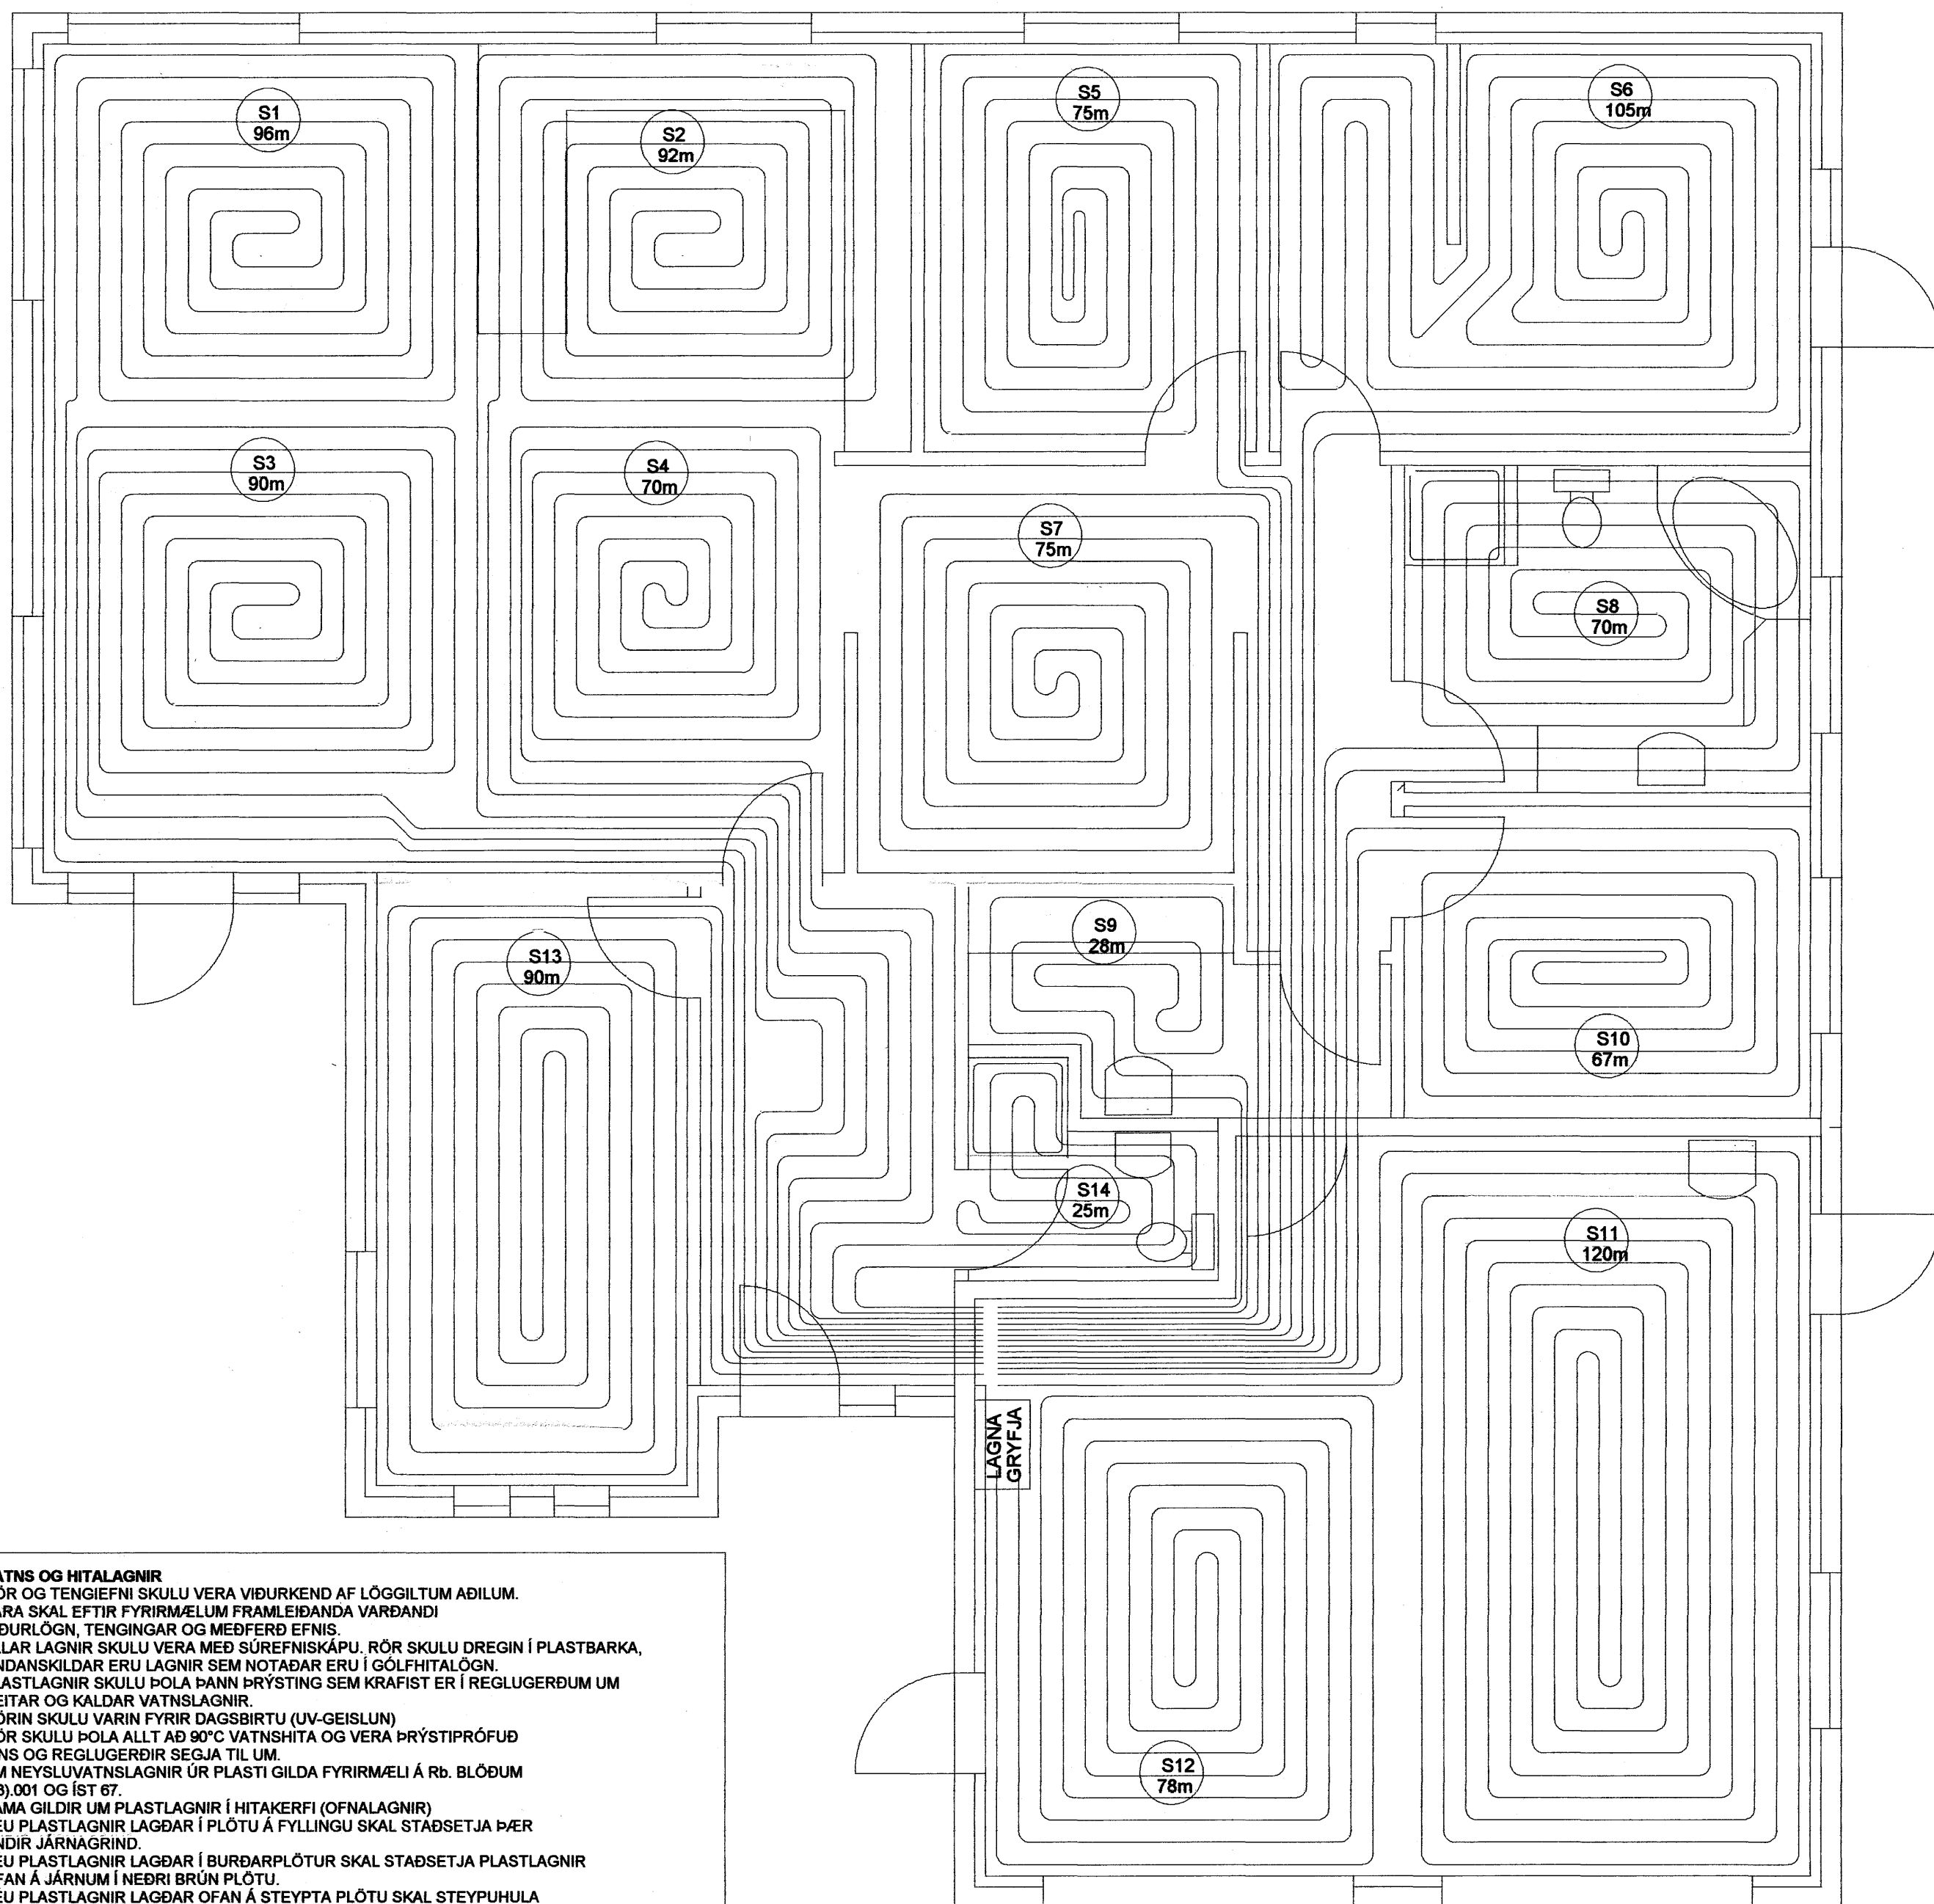 S1
96m
S2
92m
S5
75m
S6
105m
S3
90m
S4
70m
S7
75m
S8
70m
S9
28m
S13
90m
S10
67m
S14
25m
S11
120m
LAGNA
GRYFJA
S12
78m
ATNS OG HITALAGNIR
ÖR OG TENGIEFNI SKULU VERA VIÐURKEND AF LÖGGILTUM AÐILUM.
ARA SKAL EFTIR FYRIRMÆLUM FRAMLEIÐANDA VARÐANDI
ÐURLÖGN, TENGINGAR OG MEÐFERÐ EFNIS.
LLAR LAGNIR SKULU VERA MEÐ SÚREFNISKÁPU. RÖR SKULU DREGIN Í PLASTBARKA,
NDANSKILDAR ERU LAGNIR SEM NOTAÐAR ERU Í GÓLFHITALÖGN.
LASTLAGNIR SKULU ÞOLA ÞANN ÞRÝSTING SEM KRAFIST ER Í REGLUGERÐUM UM
EITAR OG KALDAR VATNSLAGNIR.
ÖRIN SKULU VARIN FYRIR DAGSBIRTU (UV-GEISLUN)
ÖR SKULU ÞOLA ALLT AÐ 90°C VATNSHITA OG VERA ÞRÝSTIPRÓFUÐ
NS OG REGLUGERÐIR SEGJA TIL UM.
M NEYSLUVATNSLAGNIR ÚR PLASTI GILDA FYRIRMÆLI Á Rb. BLÖÐUM
3).001 OG ÍST 67.
AMA GILDIR UM PLASTLAGNIR Í HITAKERFI (OFNALAGNIR)
ÉU PLASTLAGNIR LAGÐAR Í PLÖTU Á FYLLINGU SKAL STAÐSETJA ÞÆR
NDIR JÁRNAGRIND.
ÉU PLASTLAGNIR LAGÐAR Í BURÐARPLÖTUR SKAL STAÐSETJA PLASTLAGNIR
FAN Á JÁRNUM Í NEÐRI BRÚN PLÖTU.
ÉU PLASTLAGNIR LAGÐAR OFAN Á STEYPTA PLÖTU SKAL STEYPUHULA